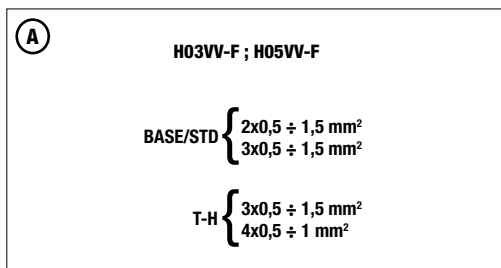 A
H03VV-F ; H05VV-F
BASE/STD { 2x0,5 ÷ 1,5 mm²
3x0,5 ÷ 1,5 mm²
T-H { 3x0,5 ÷ 1,5 mm²
4x0,5 ÷ 1 mm²